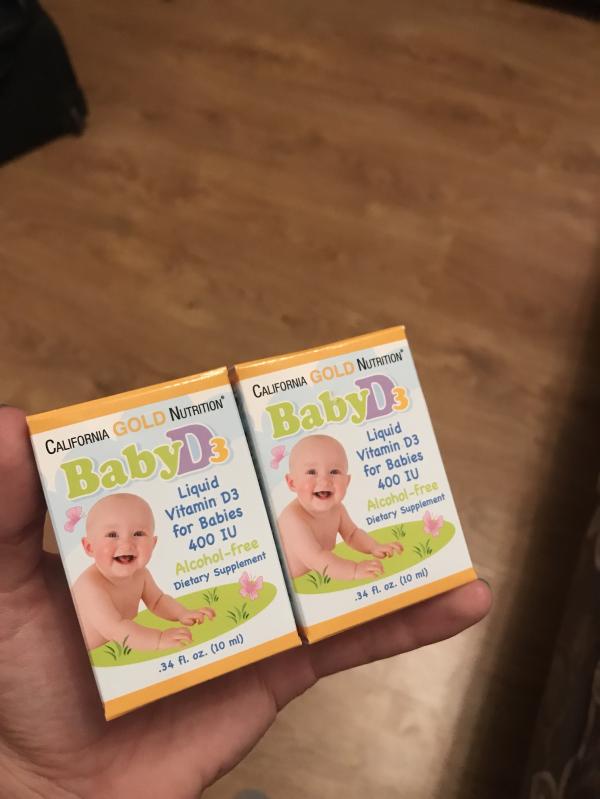 CALIFORNIA GOLD NUTRITION®
BabyD3
Liquid
Vitamin D3
for Babies
400 IU
Alcohol-free
Dietary Supplement
.34 fl. oz. (10 ml)
CALIFORNIA GOLD NUTRITION®
BabyD3
Liquid
Vitamin D3
for Babies
400 IU
Alcohol-free
Dietary Supplement
.34 fl. oz. (10 ml)